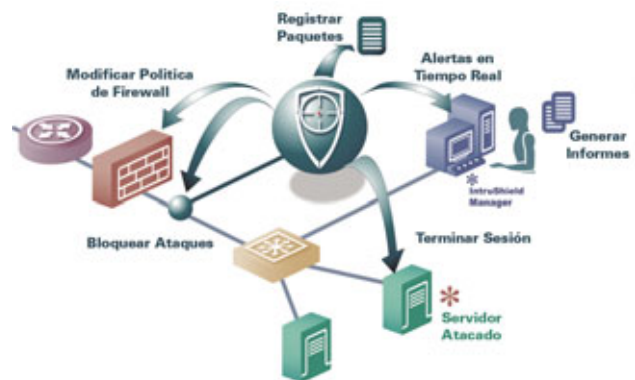 Registrar
Paquetes
Modificar Politica
de Firewall
Alertas en
Tiempo Real
Generar
Informes
IntruShield
Manager
Bloquear Ataques
Terminar Sesión
Servidor
Atacado